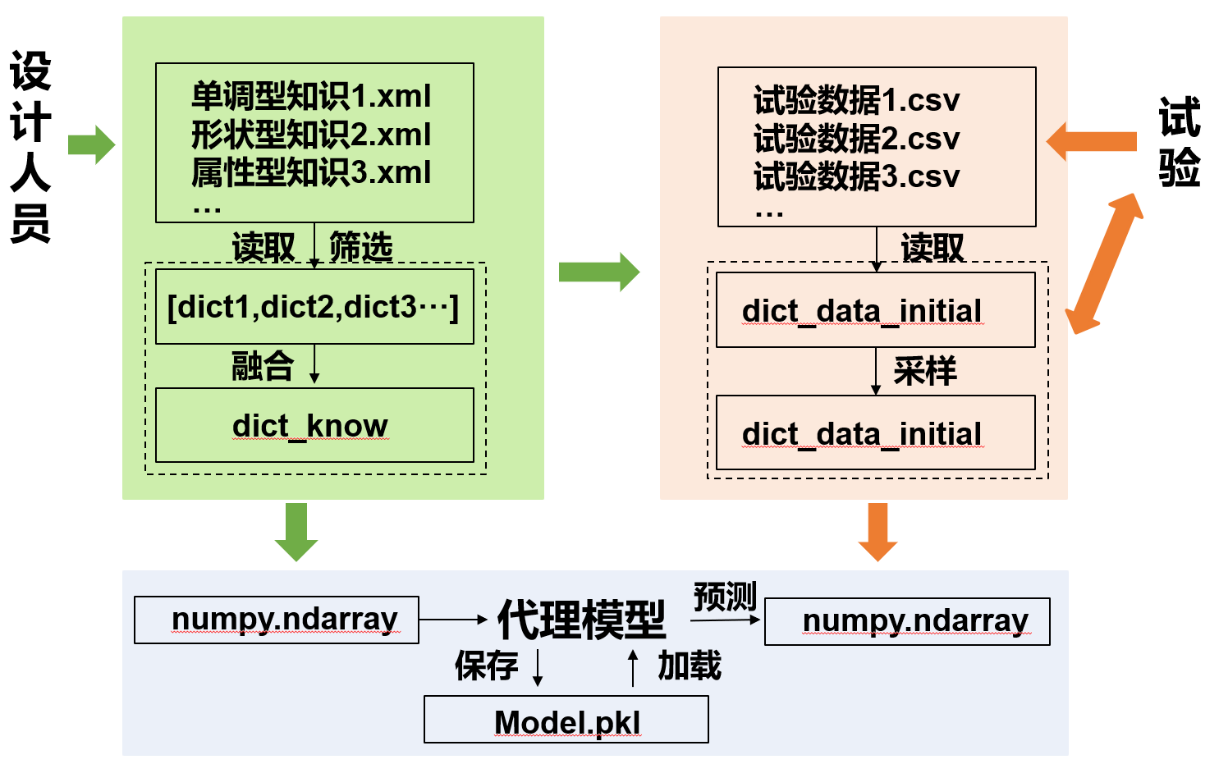 设计人员
单调型知识1.xml
形状型知识2.xml
属性型知识3.xml
…
读取 筛选
[dict1,dict2,dict3…]
融合
dict_know
试验数据1.csv
试验数据2.csv
试验数据3.csv
…
读取
dict_data_initial
采样
dict_data_initial
试验
numpy.ndarray
代理模型
预测
numpy.ndarray
保存
加载
Model.pkl